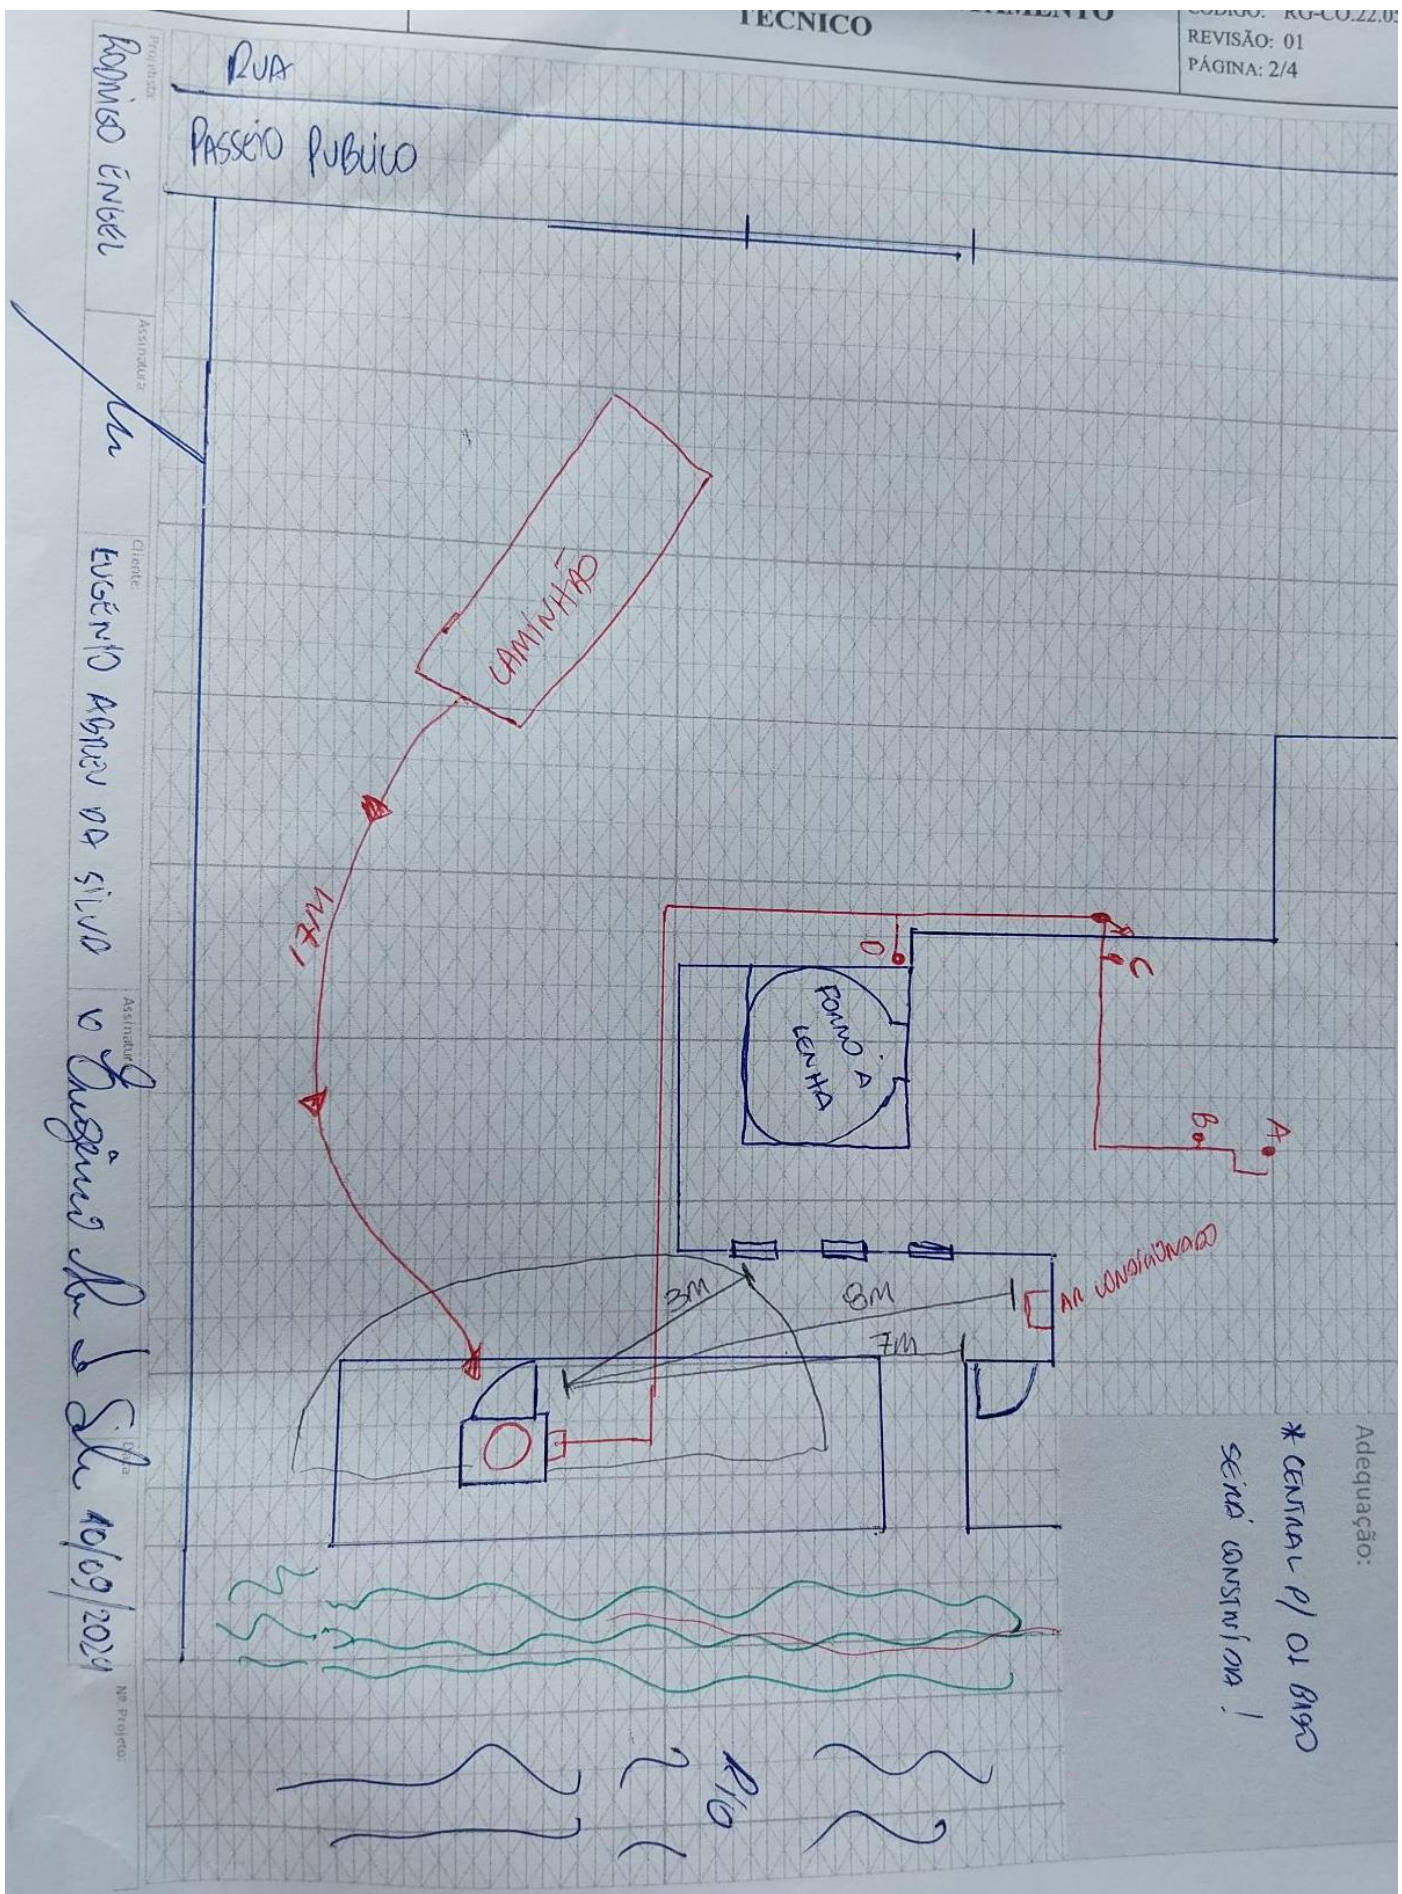 TÉCNICO
REVISÃO: 01
PÁGINA: 2/4
RUA
PASSEIO PUBLICO
CAMINHÃO
17M
D
C
B
A
FORNO A
LENHA
AR CONDICIONADO
3M
8M
7M
RIO
Adequação:
* CENTRAL P/ 01 B190
SERÁ CONSTRUÍDA!
Projetista:
RODRIGO ENGEL
Assinatura:
Cliente:
EUGÊNIO ABREU DA SILVA
Assinatura
Data
10/09/2024
Nº Projeto: